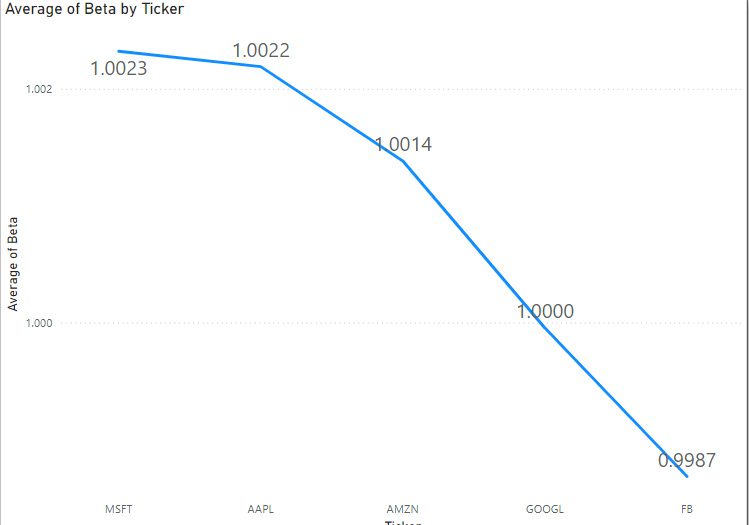 Average of Beta by Ticker
1.0023
1.0022
1.002
1.0014
Average of Beta
1.0000
1.000
0.9987
MSFT AAPL AMZN GOOGL FB
Ticker